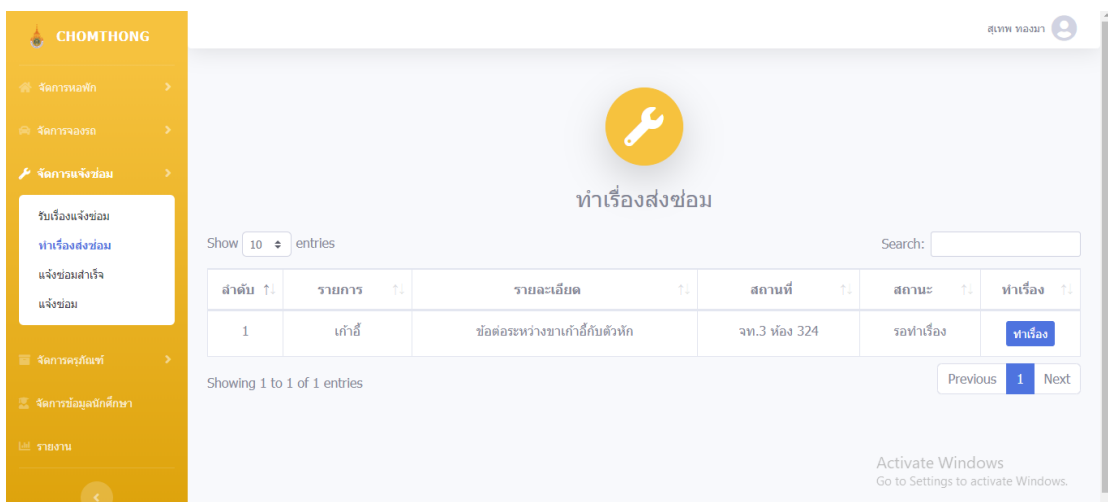 CHOMTHONG
สุเทพ ทองมา
จัดการหอพัก
จัดการจองรถ
จัดการแจ้งซ่อม
รับเรื่องแจ้งซ่อม
ทำเรื่องส่งซ่อม
แจ้งซ่อมสำเร็จ
แจ้งซ่อม
จัดการครุภัณฑ์
จัดการข้อมูลนักศึกษา
รายงาน
ทำเรื่องส่งซ่อม
Show 10 entries
Search:
ลำดับ รายการ รายละเอียด สถานที่ สถานะ ทำเรื่อง
1 เก้าอี้ ข้อต่อระหว่างขาเก้าอี้กับตัวหัก จท.3 ห้อง 324 รอทำเรื่อง ทำเรื่อง
Showing 1 to 1 of 1 entries
Previous 1 Next
Activate Windows
Go to Settings to activate Windows.